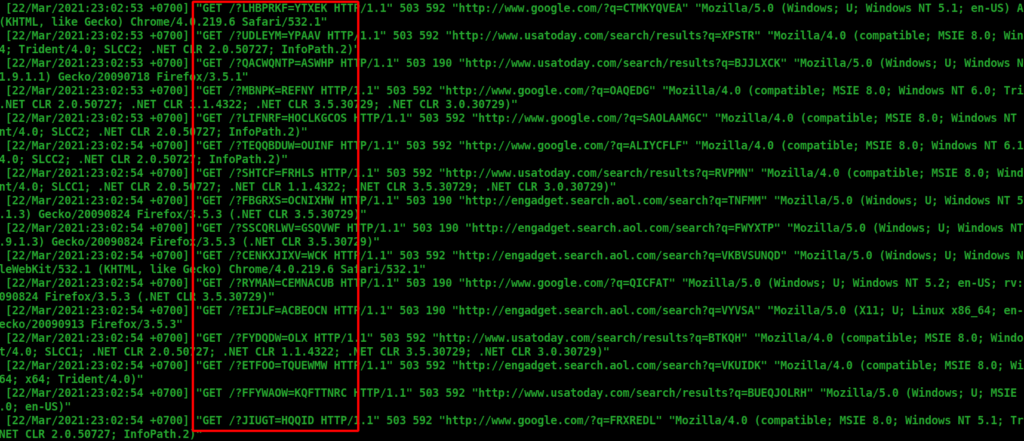 [22/Mar/2021:23:02:53 +0700] "GET /?LHBPRKF=YTXEK HTTP/1.1" 503 592 "http://www.google.com/?q=CTMKYQVEA" "Mozilla/5.0 (Windows; U; Windows NT 5.1; en-US) A
(KHTML, like Gecko) Chrome/4.0.219.6 Safari/532.1"
[22/Mar/2021:23:02:53 +0700] "GET /?UDLEYM=YPAAV HTTP/1.1" 503 592 "http://www.usatoday.com/search/results?q=XPSTR" "Mozilla/4.0 (compatible; MSIE 8.0; Win
4; Trident/4.0; SLCC2; .NET CLR 2.0.50727; InfoPath.2)"
[22/Mar/2021:23:02:53 +0700] "GET /?QACWQNTP=ASWHP HTTP/1.1" 503 190 "http://www.usatoday.com/search/results?q=BJJLXCK" "Mozilla/5.0 (Windows; U; Windows N
1.9.1.1) Gecko/20090718 Firefox/3.5.1"
[22/Mar/2021:23:02:53 +0700] "GET /?MBNPK=REFNY HTTP/1.1" 503 592 "http://www.google.com/?q=OAQEDG" "Mozilla/4.0 (compatible; MSIE 8.0; Windows NT 6.0; Tri
.NET CLR 2.0.50727; .NET CLR 1.1.4322; .NET CLR 3.5.30729; .NET CLR 3.0.30729)"
[22/Mar/2021:23:02:53 +0700] "GET /?LIFNRF=HOCLKGCOS HTTP/1.1" 503 592 "http://www.google.com/?q=SAOLAAMGC" "Mozilla/4.0 (compatible; MSIE 8.0; Windows NT
nt/4.0; SLCC2; .NET CLR 2.0.50727; InfoPath.2)"
[22/Mar/2021:23:02:54 +0700] "GET /?TEQQBDUW=OUINF HTTP/1.1" 503 592 "http://www.google.com/?q=ALIYCFLF" "Mozilla/4.0 (compatible; MSIE 8.0; Windows NT 6.1
4.0; SLCC2; .NET CLR 2.0.50727; InfoPath.2)"
[22/Mar/2021:23:02:54 +0700] "GET /?SHTCF=FRHLS HTTP/1.1" 503 592 "http://www.usatoday.com/search/results?q=RVPMN" "Mozilla/4.0 (compatible; MSIE 8.0; Wind
t/4.0; SLCC1; .NET CLR 2.0.50727; .NET CLR 1.1.4322; .NET CLR 3.5.30729; .NET CLR 3.0.30729)"
[22/Mar/2021:23:02:54 +0700] "GET /?FBGRXS=OCNIXHW HTTP/1.1" 503 190 "http://engadget.search.aol.com/search?q=TNFMM" "Mozilla/5.0 (Windows; U; Windows NT 5
.1.3) Gecko/20090824 Firefox/3.5.3 (.NET CLR 3.5.30729)"
[22/Mar/2021:23:02:54 +0700] "GET /?SSCQRLWV=GSQVWF HTTP/1.1" 503 190 "http://engadget.search.aol.com/search?q=FWYXTP" "Mozilla/5.0 (Windows; U; Windows NT
.9.1.3) Gecko/20090824 Firefox/3.5.3 (.NET CLR 3.5.30729)"
[22/Mar/2021:23:02:54 +0700] "GET /?CENKXJIXV=WCK HTTP/1.1" 503 592 "http://engadget.search.aol.com/search?q=VKBVSUNQD" "Mozilla/5.0 (Windows; U; Windows N
leWebKit/532.1 (KHTML, like Gecko) Chrome/4.0.219.6 Safari/532.1"
[22/Mar/2021:23:02:54 +0700] "GET /?RYMAN=CEMNACUB HTTP/1.1" 503 592 "http://www.google.com/?q=QICFAT" "Mozilla/5.0 (Windows; U; Windows NT 5.2; en-US; rv:
090824 Firefox/3.5.3 (.NET CLR 3.5.30729)"
[22/Mar/2021:23:02:54 +0700] "GET /?EIJLF=ACBEOCN HTTP/1.1" 503 190 "http://engadget.search.aol.com/search?q=VYVSA" "Mozilla/5.0 (X11; U; Linux x86_64; en-
ecko/20090913 Firefox/3.5.3"
[22/Mar/2021:23:02:54 +0700] "GET /?FYDQDW=OLX HTTP/1.1" 503 592 "http://www.usatoday.com/search/results?q=BTKQH" "Mozilla/4.0 (compatible; MSIE 8.0; Windo
t/4.0; SLCC1; .NET CLR 2.0.50727; .NET CLR 1.1.4322; .NET CLR 3.5.30729; .NET CLR 3.0.30729)"
[22/Mar/2021:23:02:54 +0700] "GET /?ETFOO=TQUEWMW HTTP/1.1" 503 592 "http://engadget.search.aol.com/search?q=VKUIDK" "Mozilla/4.0 (compatible; MSIE 8.0; Wi
64; x64; Trident/4.0)"
[22/Mar/2021:23:02:54 +0700] "GET /?FFYWAOW=KQFTTNRC HTTP/1.1" 503 592 "http://www.usatoday.com/search/results?q=BUEQJOLRH" "Mozilla/5.0 (Windows; U; MSIE
.0; en-US)"
[22/Mar/2021:23:02:54 +0700] "GET /?JIUGT=HQQID HTTP/1.1" 503 592 "http://www.google.com/?q=FRXREDL" "Mozilla/4.0 (compatible; MSIE 8.0; Windows NT 5.1; Tr
.NET CLR 2.0.50727; InfoPath.2)"